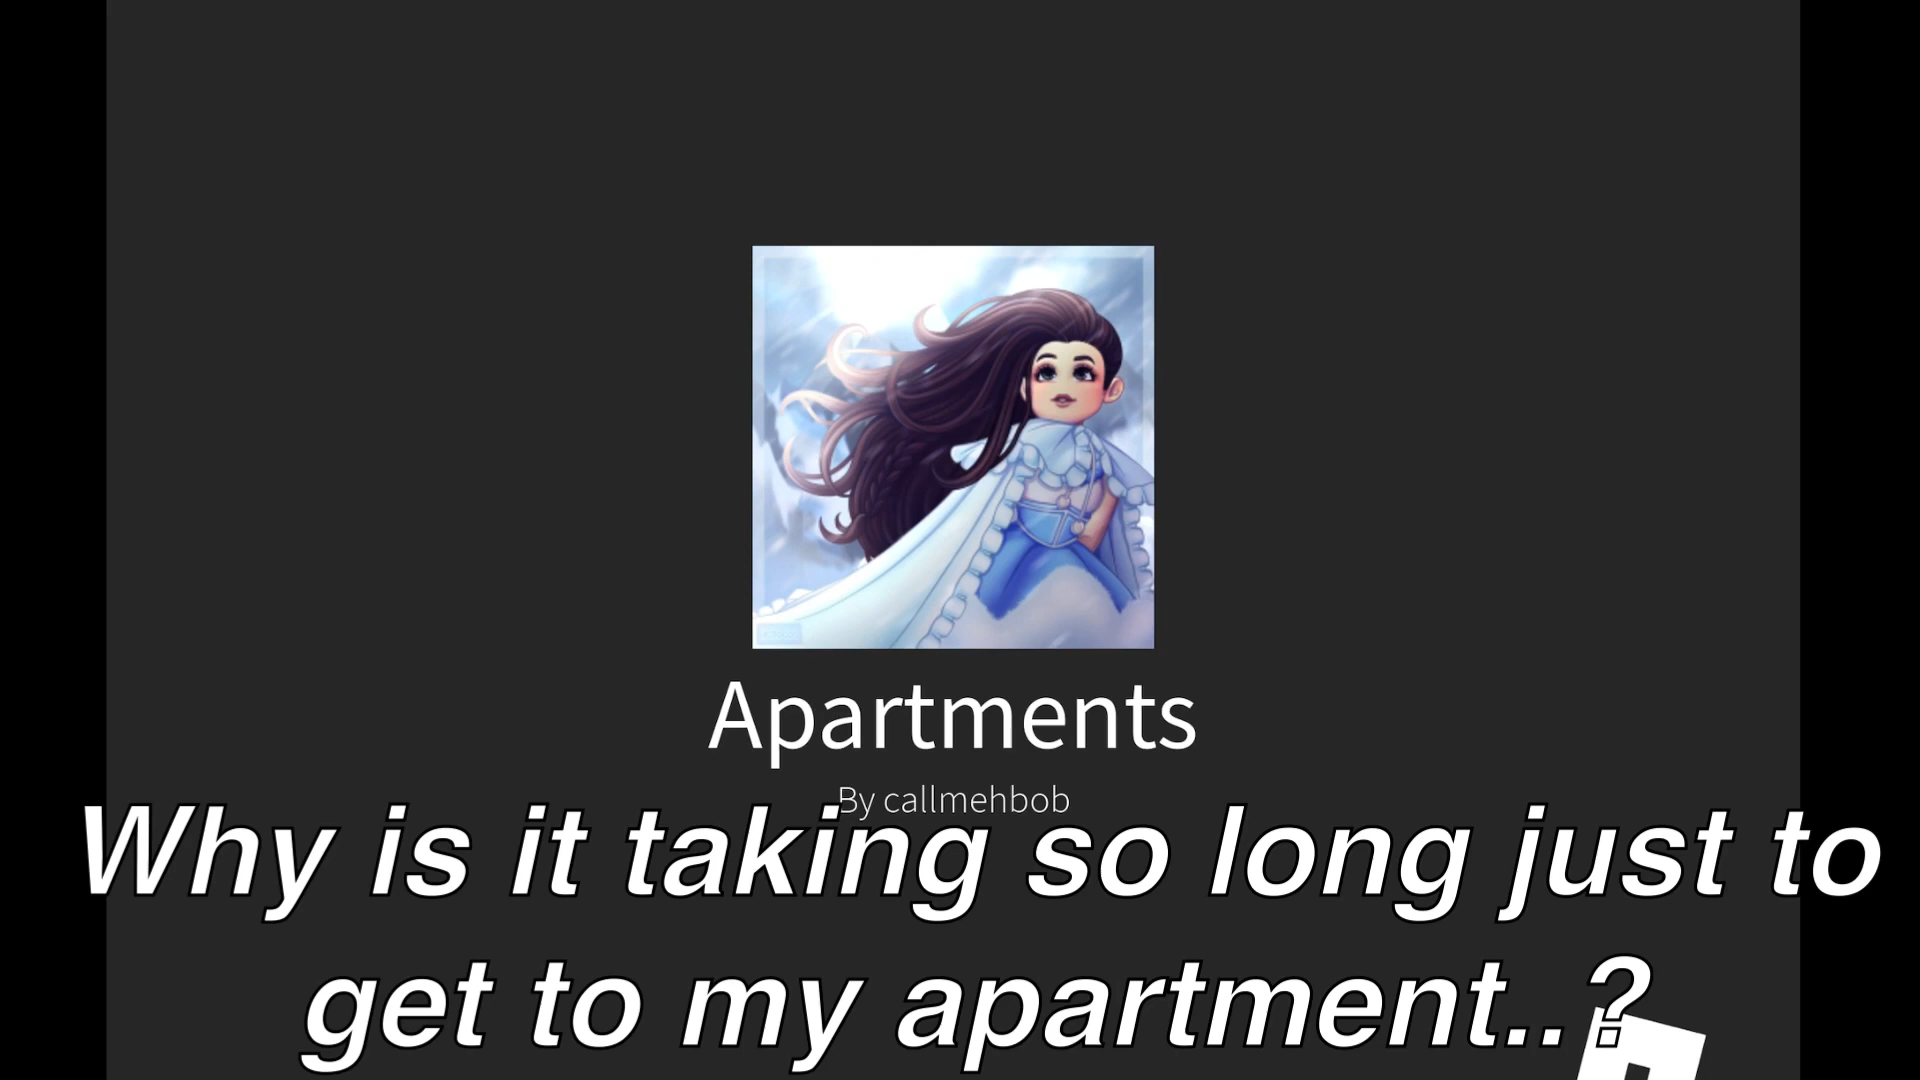 Apartments
By callmehbob
Why is it taking so long just to
get to my apartment..?